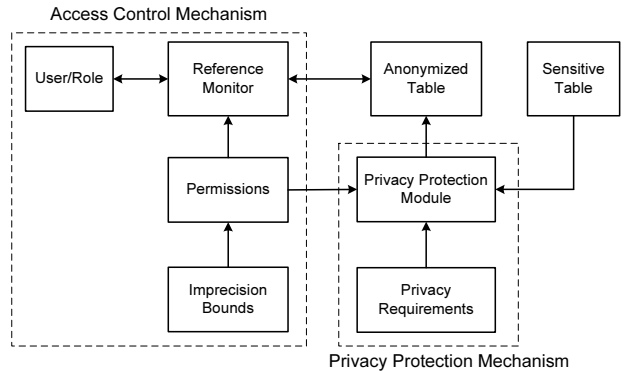 Access Control Mechanism
User/Role
Reference
Monitor
Anonymized
Table
Sensitive
Table
Permissions
Privacy Protection
Module
Imprecision
Bounds
Privacy
Requirements
Privacy Protection Mechanism